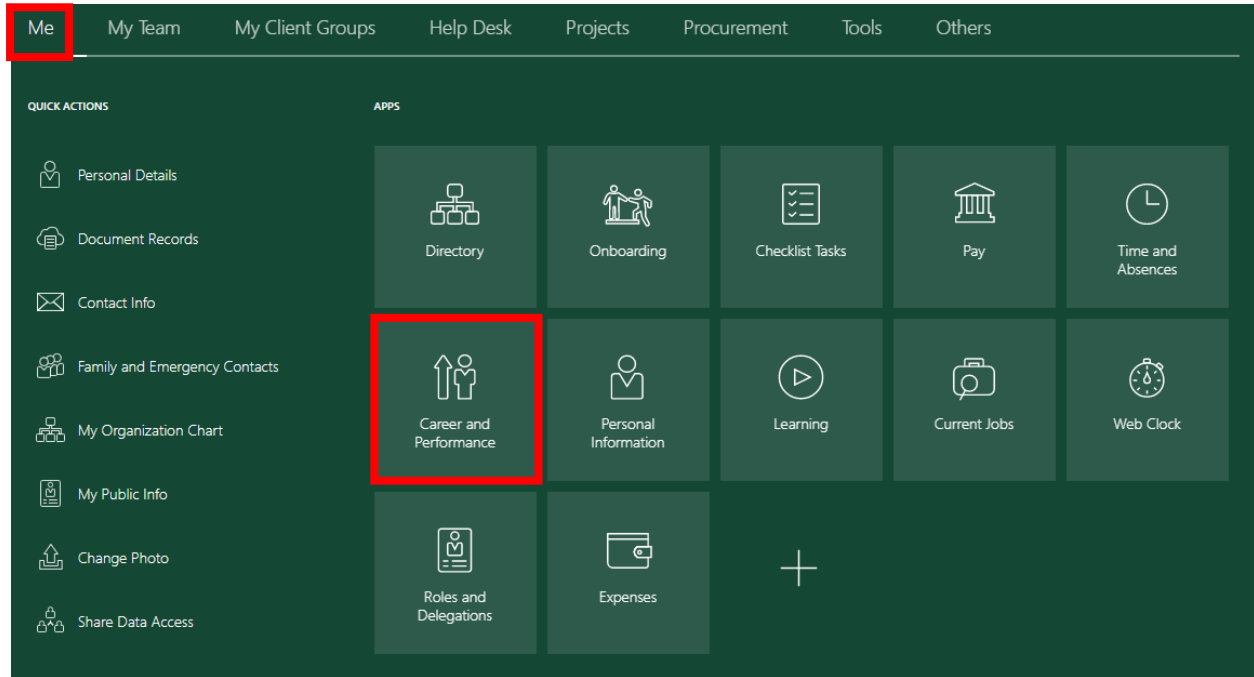 Me My Team My Client Groups Help Desk Projects Procurement Tools Others
QUICK ACTIONS
Personal Details
Document Records
Contact Info
Family and Emergency Contacts
My Organization Chart
My Public Info
Change Photo
Share Data Access
APPS
Directory
Onboarding
Checklist Tasks
Pay
Time and
Absences
Career and
Performance
Personal
Information
Learning
Current Jobs
Web Clock
Roles and
Delegations
Expenses